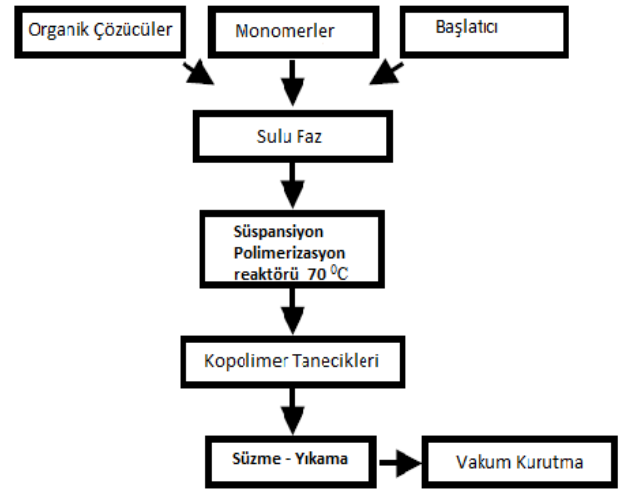 Organik Çözücüler
Monomerler
Başlatıcı
Sulu Faz
Süspansiyon
Polimerizasyon
reaktörü 70 ⁰C
Kopolimer Tanecikleri
Süzme - Yıkama
Vakum Kurutma